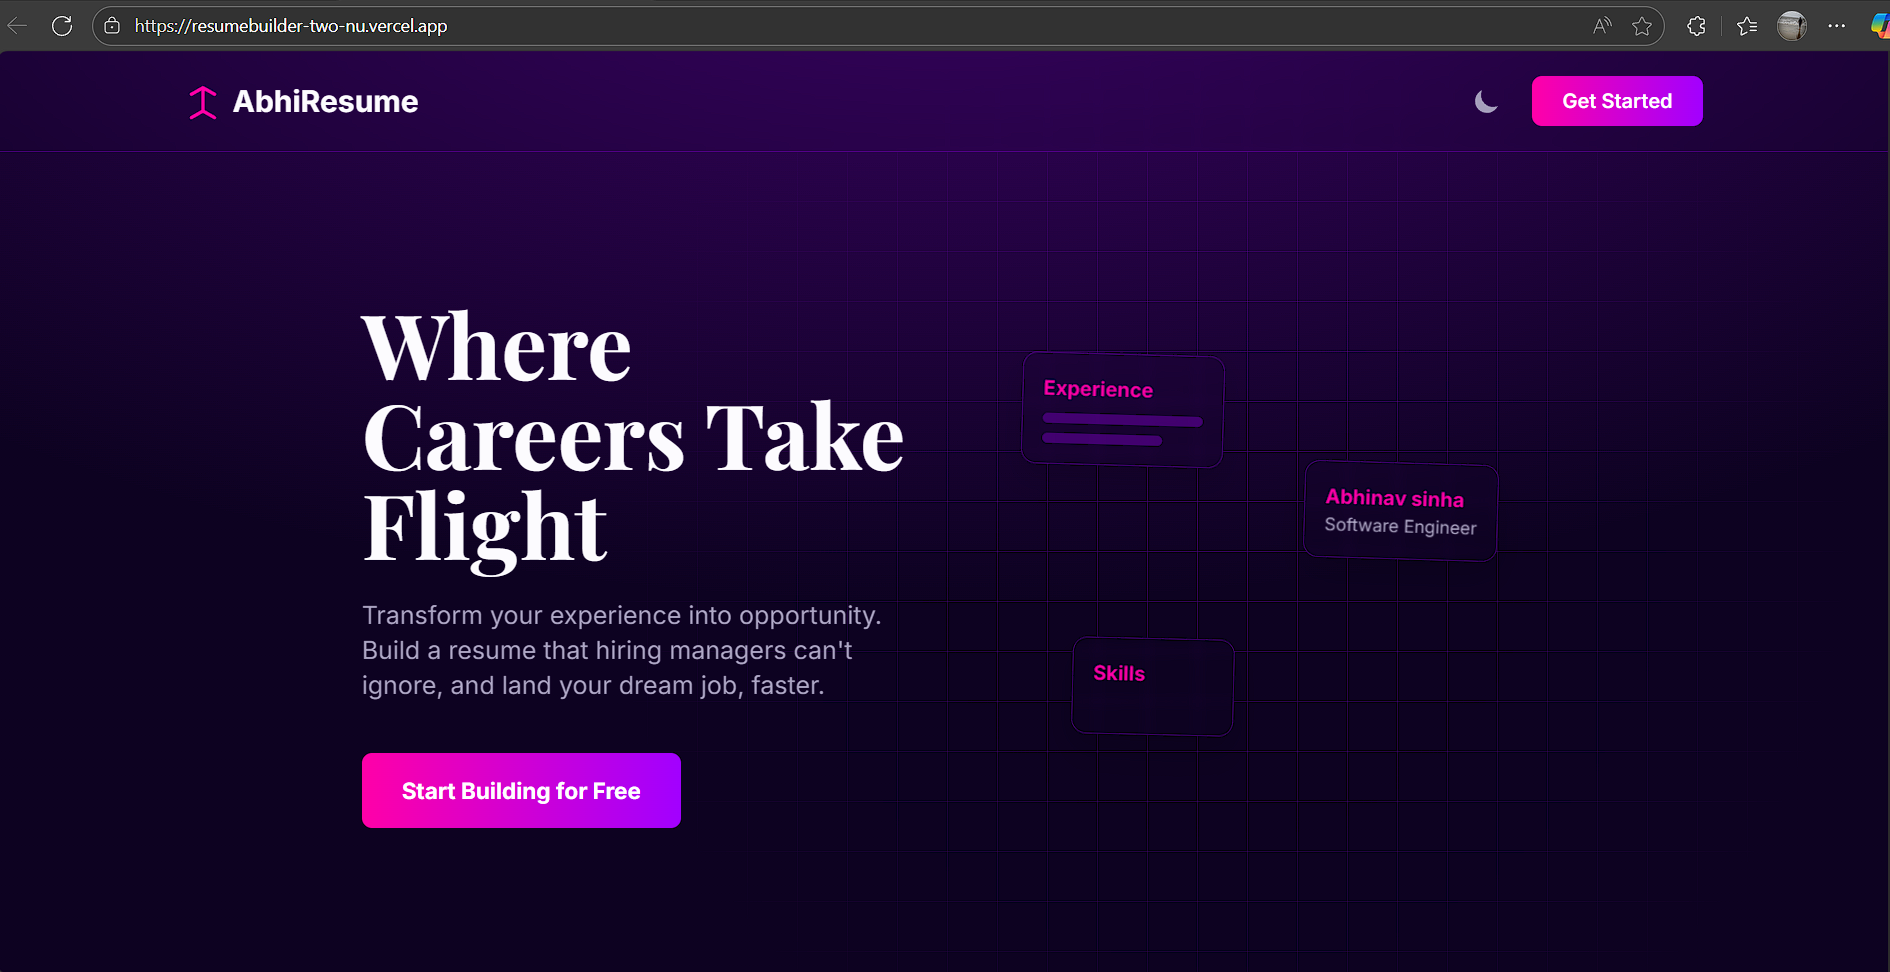 https://resumebuilder-two-nu.vercel.app
AbhiResume
Get Started
Where
Careers Take
Flight
Transform your experience into opportunity.
Build a resume that hiring managers can't
ignore, and land your dream job, faster.
Start Building for Free
Experience
Abhinav sinha
Software Engineer
Skills